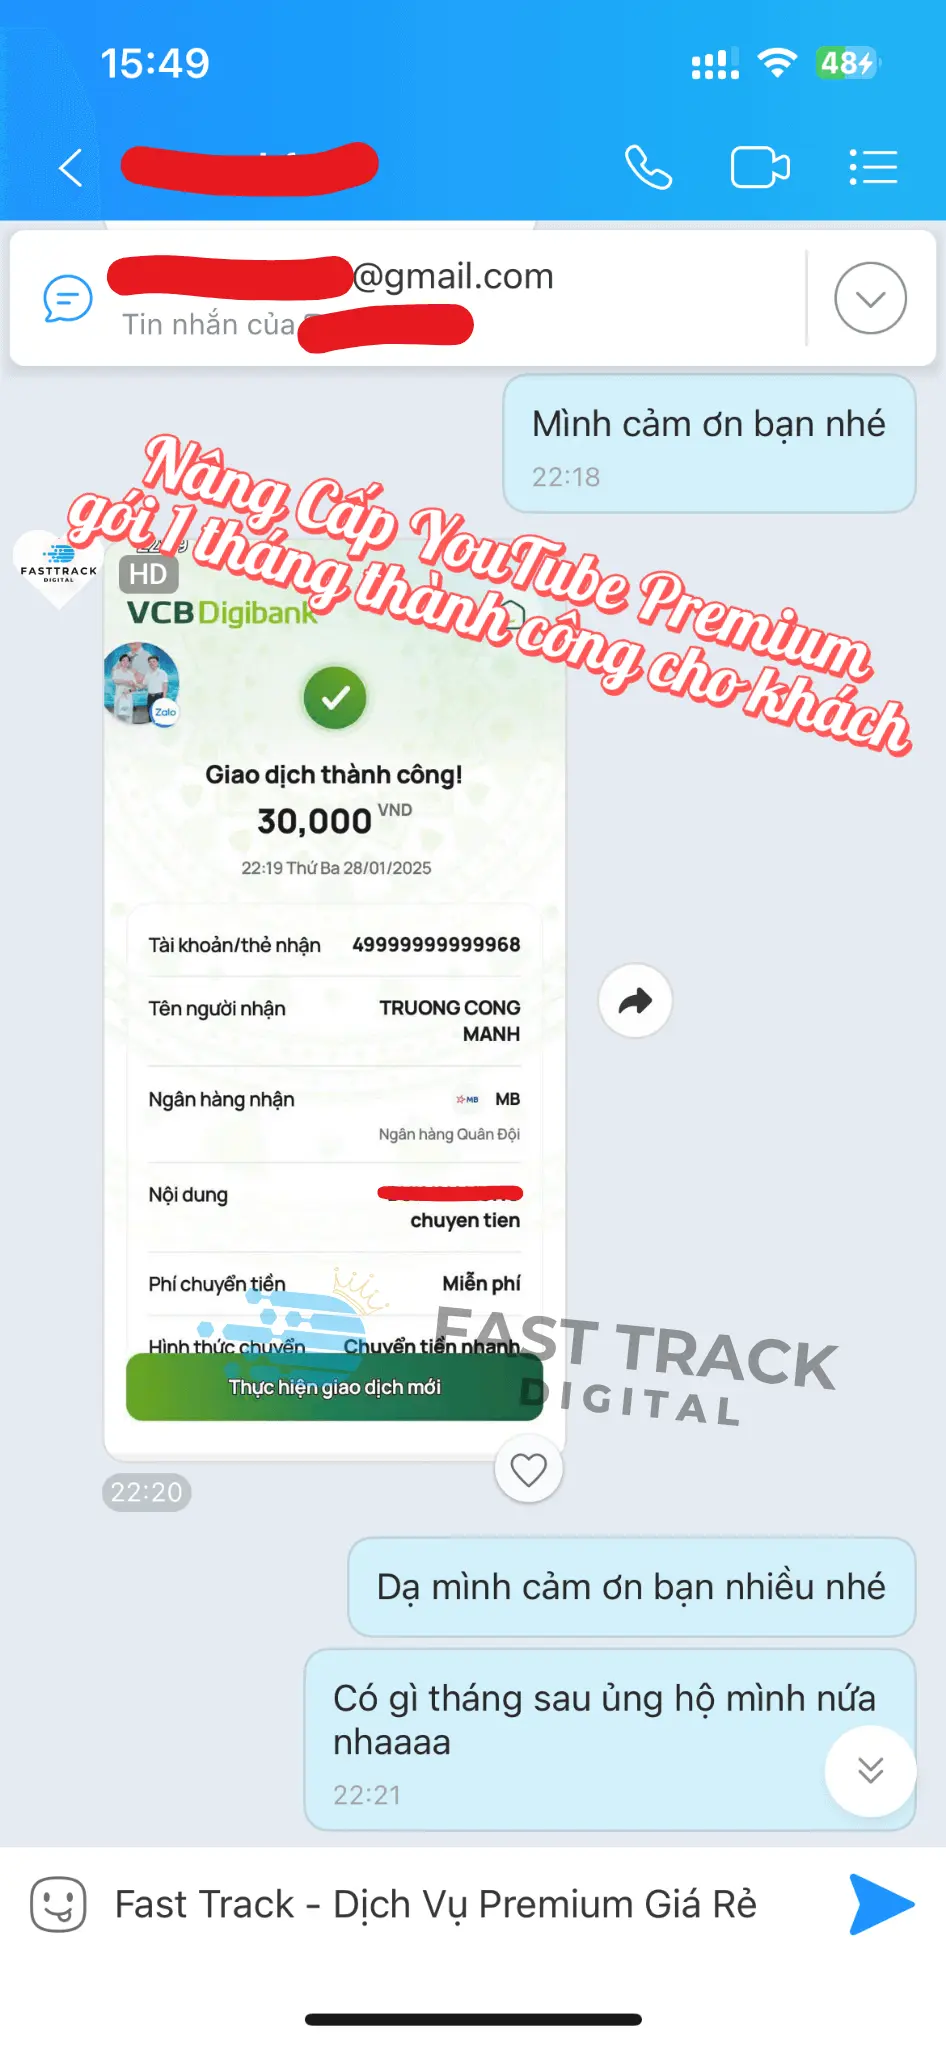 15:49
48
@gmail.com
Tin nhắn của
Mình cảm ơn bạn nhé
22:18
Nâng Cấp YouTube Premium
gói 1 tháng thành công cho khách
FASTTRACK
DIGITAL
22:19
HD
VCB Digibank
Zalo
Giao dịch thành công!
30,000 VND
22:19 Thứ Ba 28/01/2025
Tài khoản/thẻ nhận 49999999999968
Tên người nhận TRUONG CONG
MANH
Ngân hàng nhận MB MB
Ngân hàng Quân Đội
Nội dung
chuyen tien
Phí chuyển tiền Miễn phí
Hình thức chuyển Chuyển tiền nhanh
FAST TRACK
DIGITAL
Thực hiện giao dịch mới
22:20
Dạ mình cảm ơn bạn nhiều nhé
Có gì tháng sau ủng hộ mình nứa
nhaaaa
22:21
Fast Track - Dịch Vụ Premium Giá Rẻ